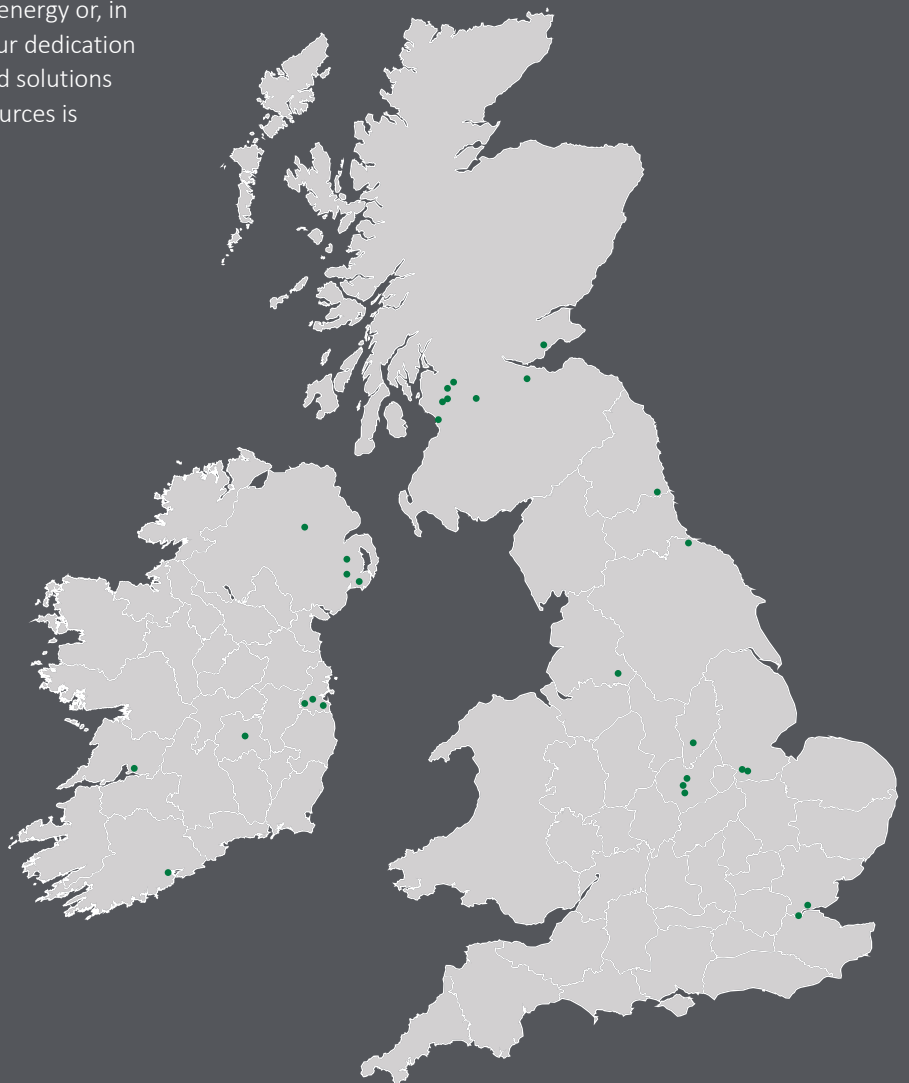 energy or, in
ur dedication
d solutions
urces is